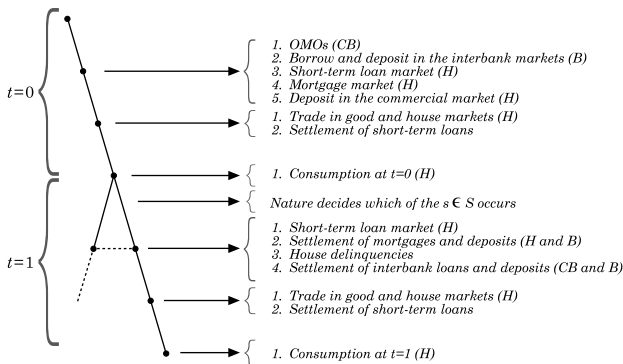 t=0
1. OMOs (CB)
2. Borrow and deposit in the interbank markets (B)
3. Short-term loan market (H)
4. Mortgage market (H)
5. Deposit in the commercial market (H)
1. Trade in good and house markets (H)
2. Settlement of short-term loans
1. Consumption at t=0 (H)
Nature decides which of the s ∈ S occurs
t=1
1. Short-term loan market (H)
2. Settlement of mortgages and deposits (H and B)
3. House delinquencies
4. Settlement of interbank loans and deposits (CB and B)
1. Trade in good and house markets (H)
2. Settlement of short-term loans
1. Consumption at t=1 (H)